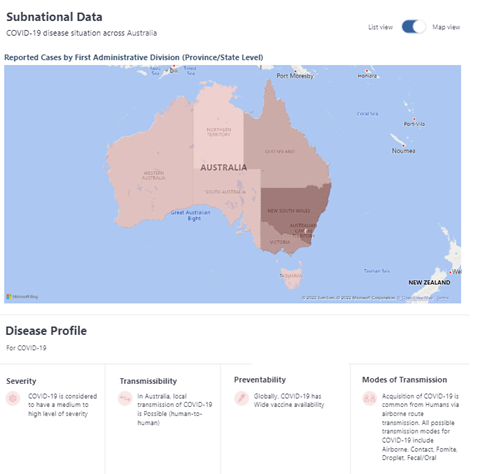 Subnational Data
COVID-19 disease situation across Australia
List view
Map view
Reported Cases by First Administrative Division (Province/State Level)
Port Moresby
Honiara
Coral Sea
Port-Vila
Noumea
NORTHERN
TERRITORY
QUEENSLAND
AUSTRALIA
WESTERN
AUSTRALIA
SOUTH AUSTRALIA
Great Australian
Bight
NEW SOUTH WALES
AUSTRALIAN
CAPITAL
VICTORIA
TASMANIA
Tasman Sea
NEW ZEALAND
Microsoft Bing
© 2022 TomTom, © 2022 Microsoft Corporation, © OpenStreetMap Terms
Disease Profile
For COVID-19
Severity
COVID-19 is considered
to have a medium to
high level of severity
Transmissibility
In Australia, local
transmission of COVID-19
is Possible (human-to-
human)
Preventability
Globally, COVID-19 has
Wide vaccine availability
Modes of Transmission
Acquisition of COVID-19 is
common from Humans via
airborne route
transmission. All possible
transmission modes for
COVID-19 include
Airborne, Contact, Fomite,
Droplet, Fecal/Oral